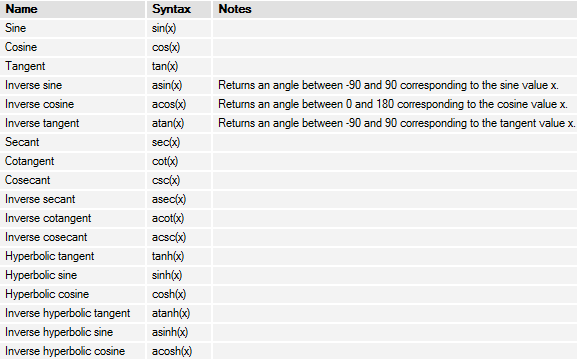 Name Syntax Notes
Sine sin(x)
Cosine cos(x)
Tangent tan(x)
Inverse sine asin(x) Returns an angle between -90 and 90 corresponding to the sine value x.
Inverse cosine acos(x) Returns an angle between 0 and 180 corresponding to the cosine value x.
Inverse tangent atan(x) Returns an angle between -90 and 90 corresponding to the tangent value x.
Secant sec(x)
Cotangent cot(x)
Cosecant csc(x)
Inverse secant asec(x)
Inverse cotangent acot(x)
Inverse cosecant acsc(x)
Hyperbolic tangent tanh(x)
Hyperbolic sine sinh(x)
Hyperbolic cosine cosh(x)
Inverse hyperbolic tangent atanh(x)
Inverse hyperbolic sine asinh(x)
Inverse hyperbolic cosine acosh(x)